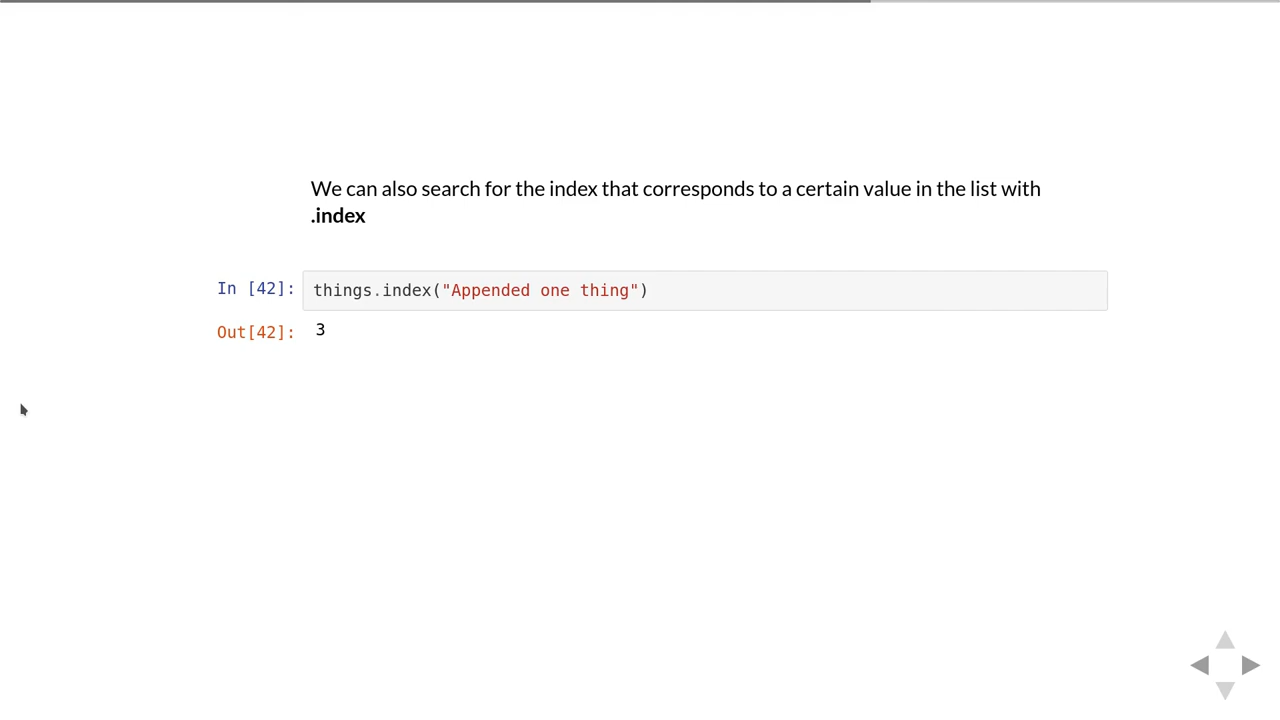 We can also search for the index that corresponds to a certain value in the list with
.index
In [42]: things.index("Appended one thing")
Out[42]: 3